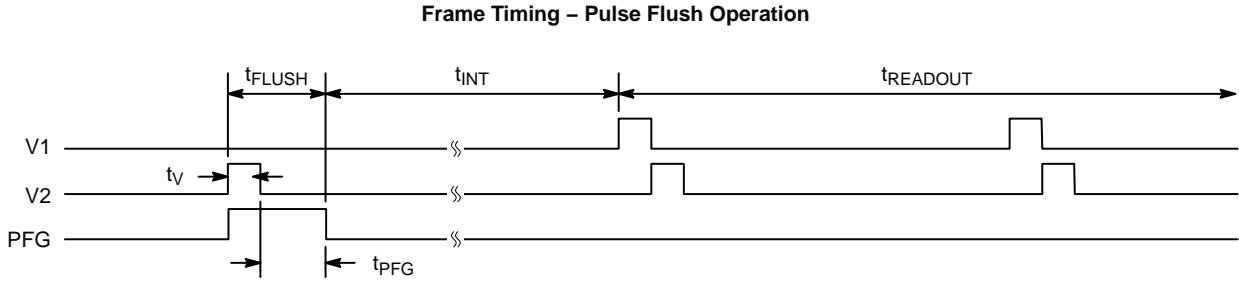 Frame Timing – Pulse Flush Operation
tFLUSH tINT tREADOUT
V1
tV
V2
PFG
tPFG